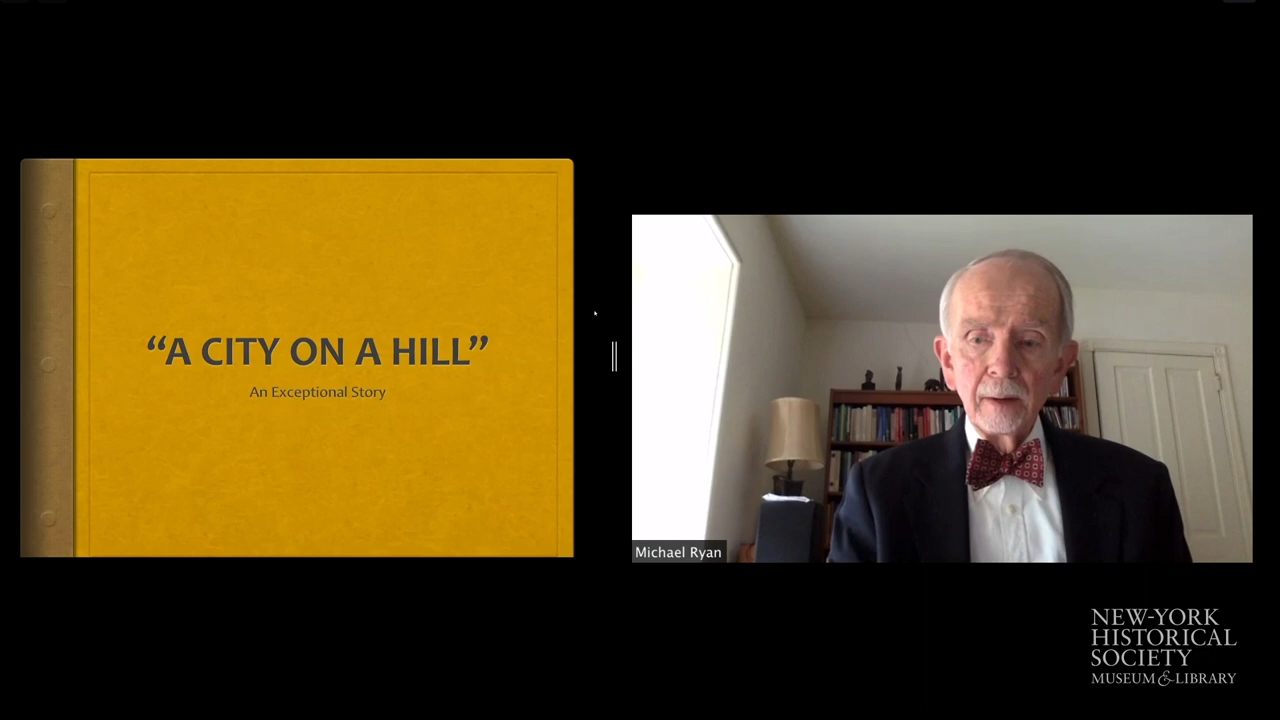 “A CITY ON A HILL”
An Exceptional Story
Michael Ryan
NEW-YORK
HISTORICAL
SOCIETY
MUSEUM & LIBRARY